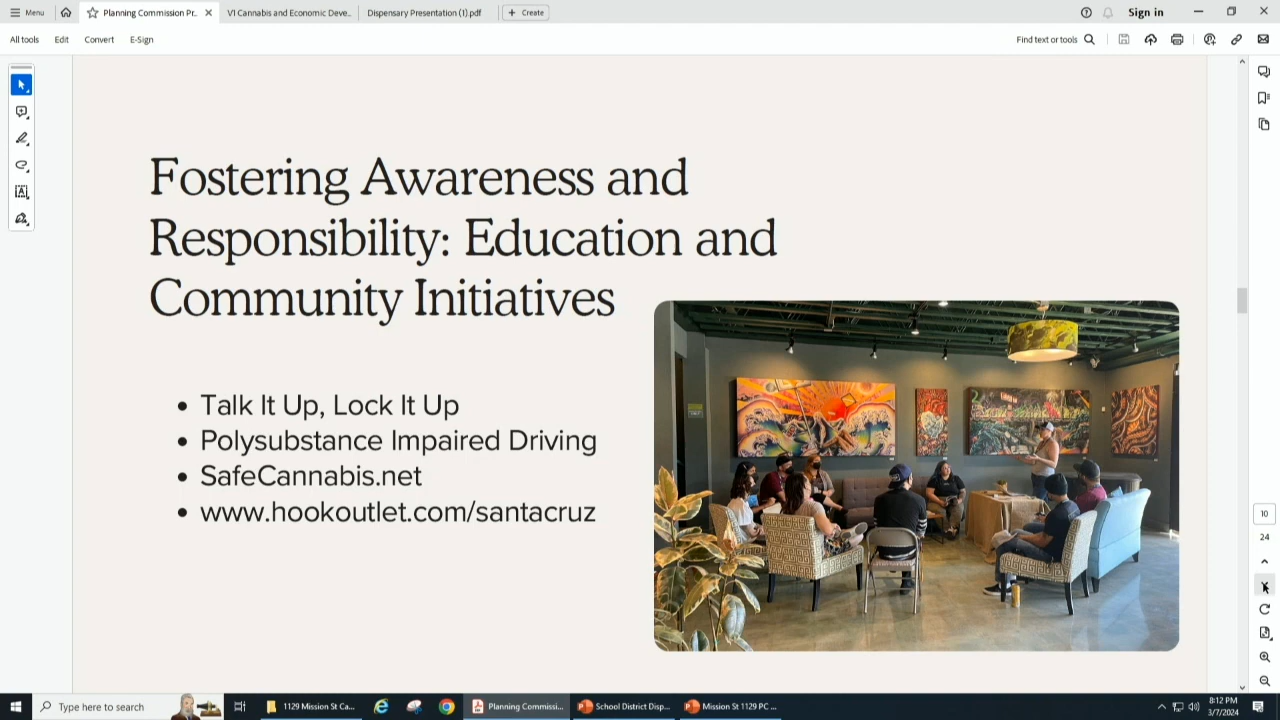 Menu
Planning Commission Pr..
VI Cannabis and Economic Deve..
Dispensary Presentation (1).pdf
Create
Sign in
All tools
Edit
Convert
E-Sign
Find text or tools
Fostering Awareness and
Responsibility: Education and
Community Initiatives
• Talk It Up, Lock It Up
• Polysubstance Impaired Driving
• SafeCannabis.net
• www.hookoutlet.com/santacruz
10
24
Type here to search
1129 Mission St Ca...
Planning Commissi...
School District Disp...
Mission St 1129 PC ...
8:12 PM
3/7/2024